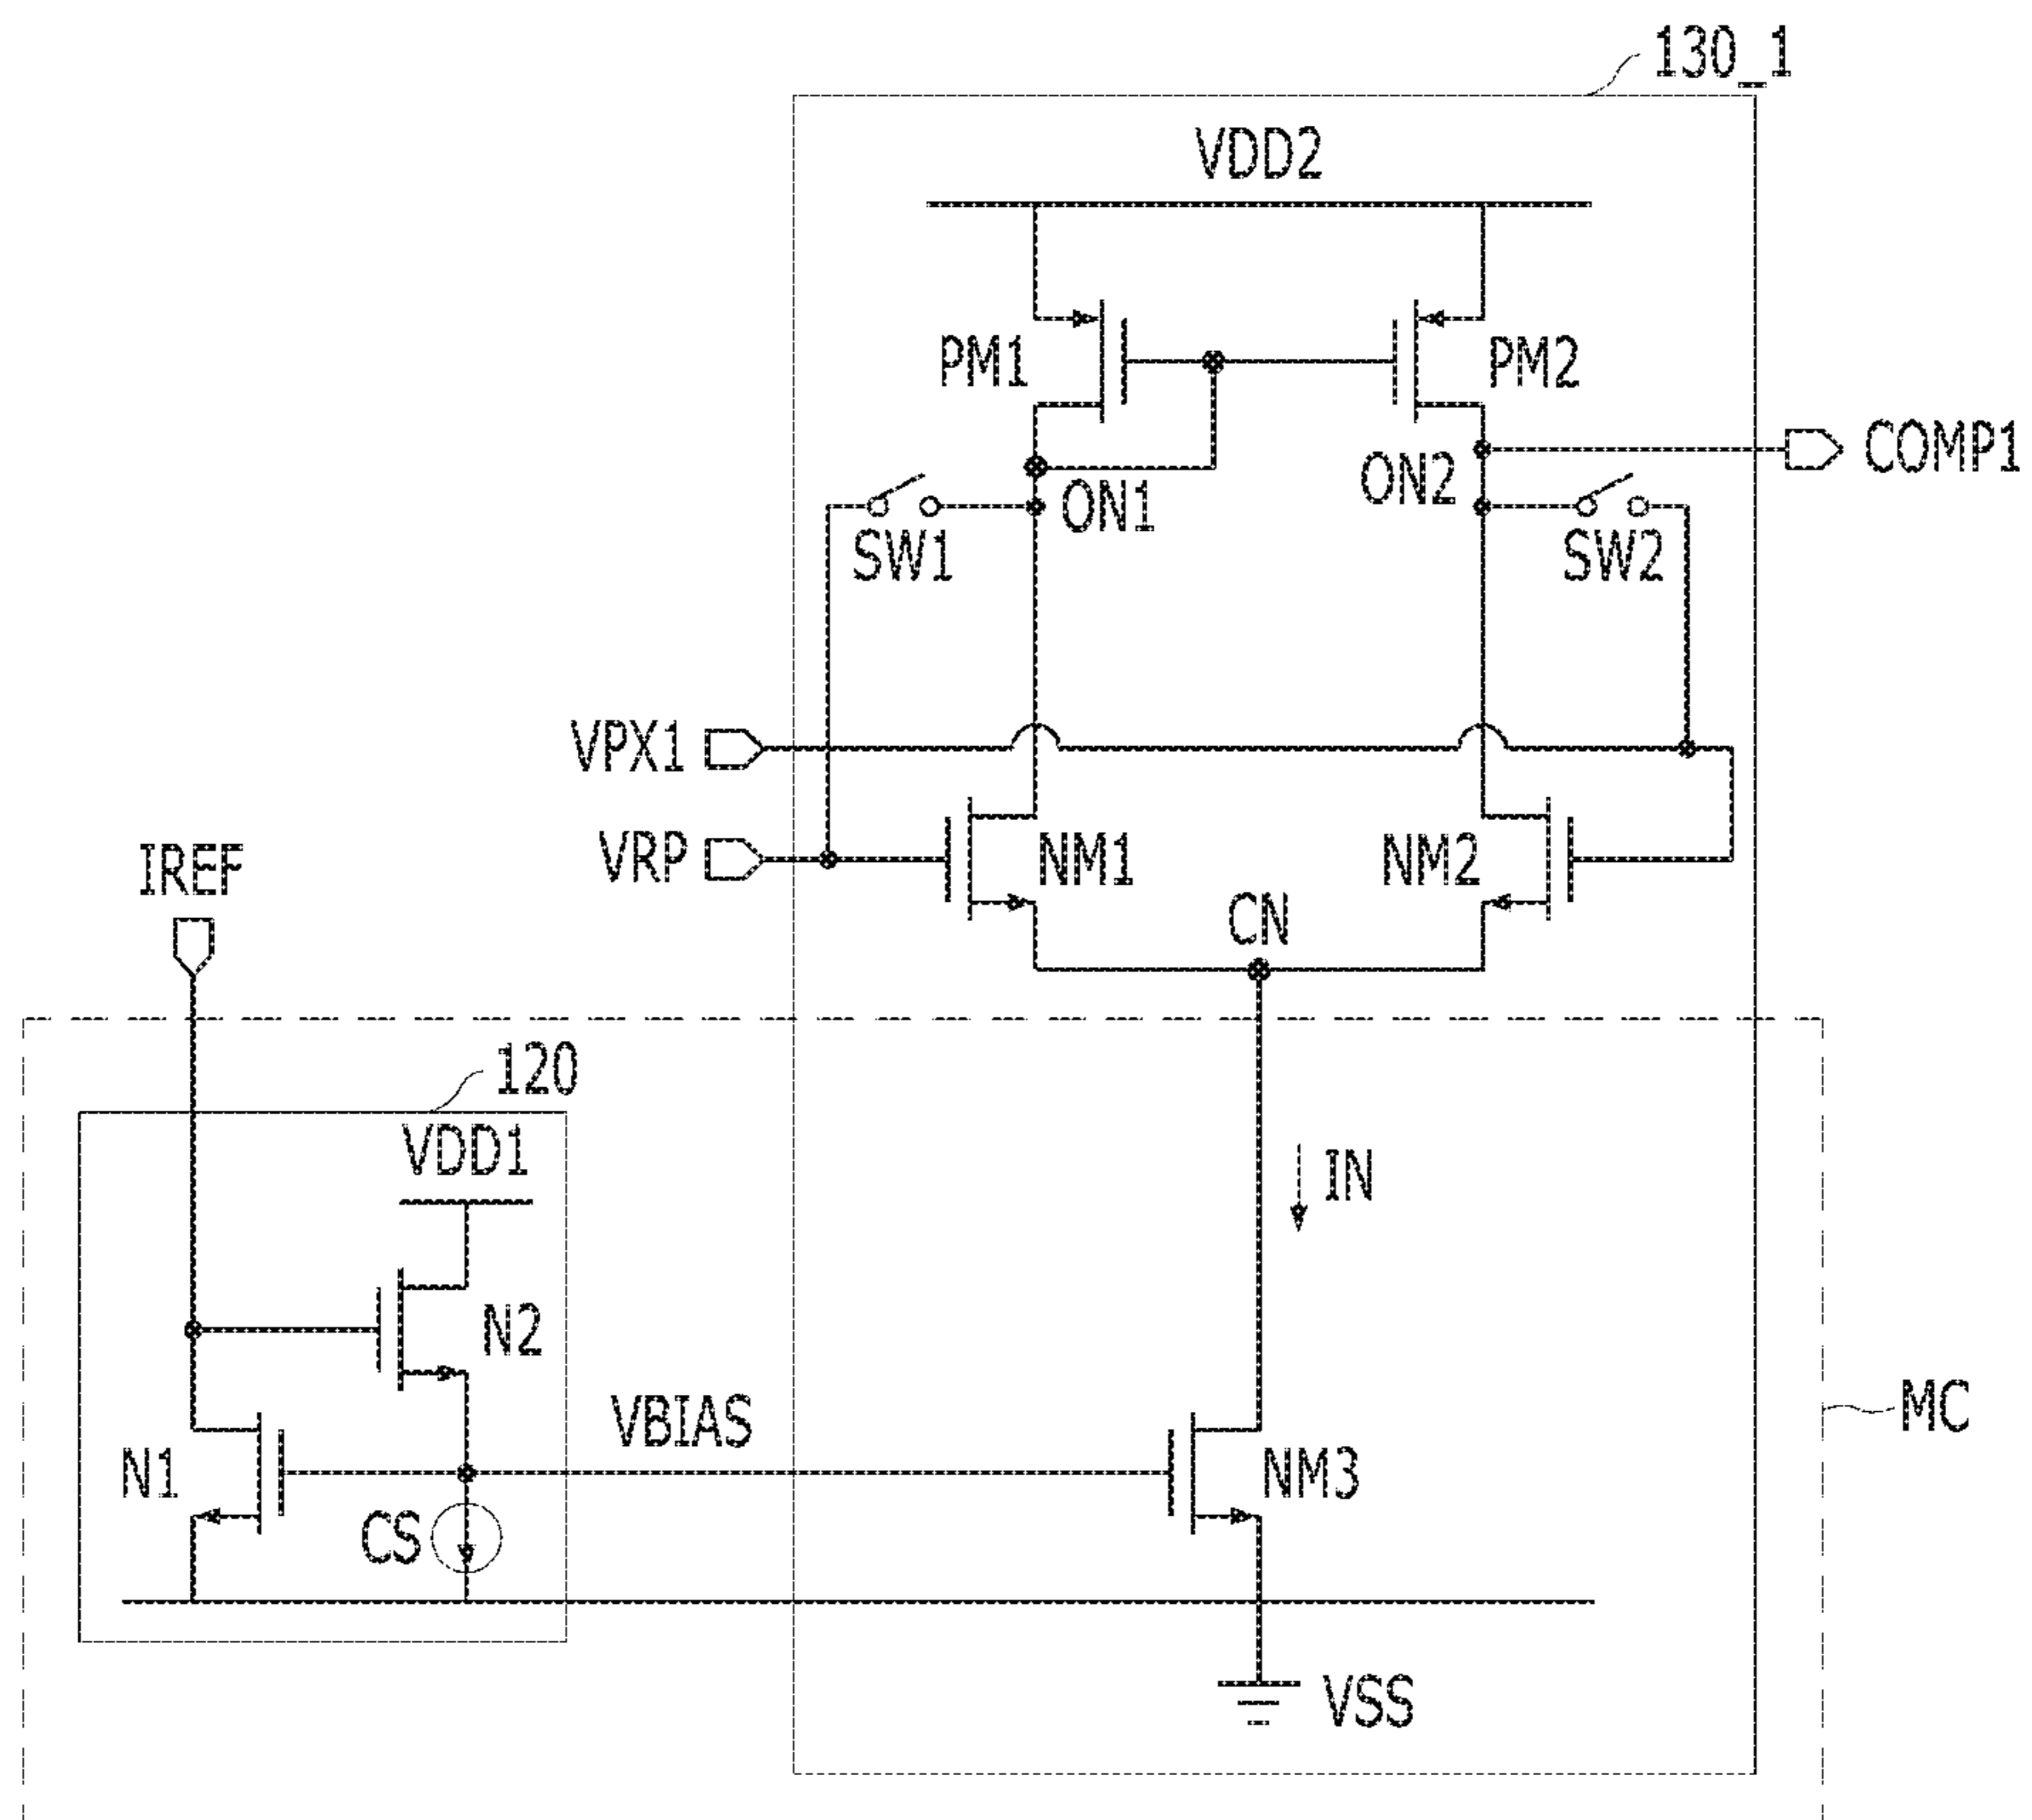 130_1
VDD2
PM1
PM2
COMP1
ON1
ON2
SW1
SW2
VPX1
VRP
NM1
NM2
IREF
CN
120
VDD1
IN
N2
VBIAS
MC
N1
NM3
CS
VSS